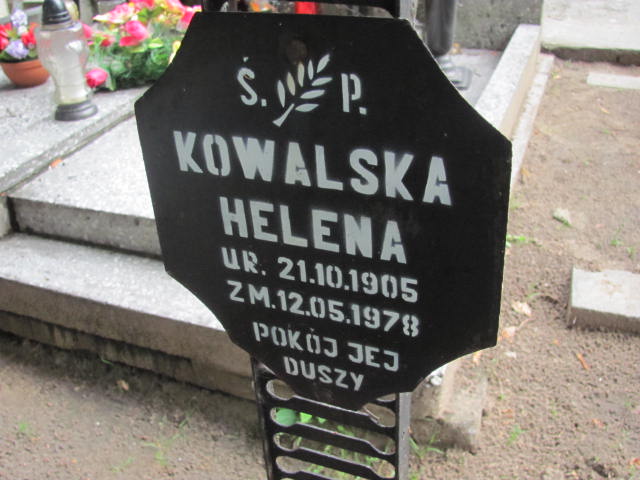 Ś. P.
KOWALSKA
HELENA
UR. 21.10.1905
ZM. 12.05.1978
POKÓJ JEJ
DUSZY